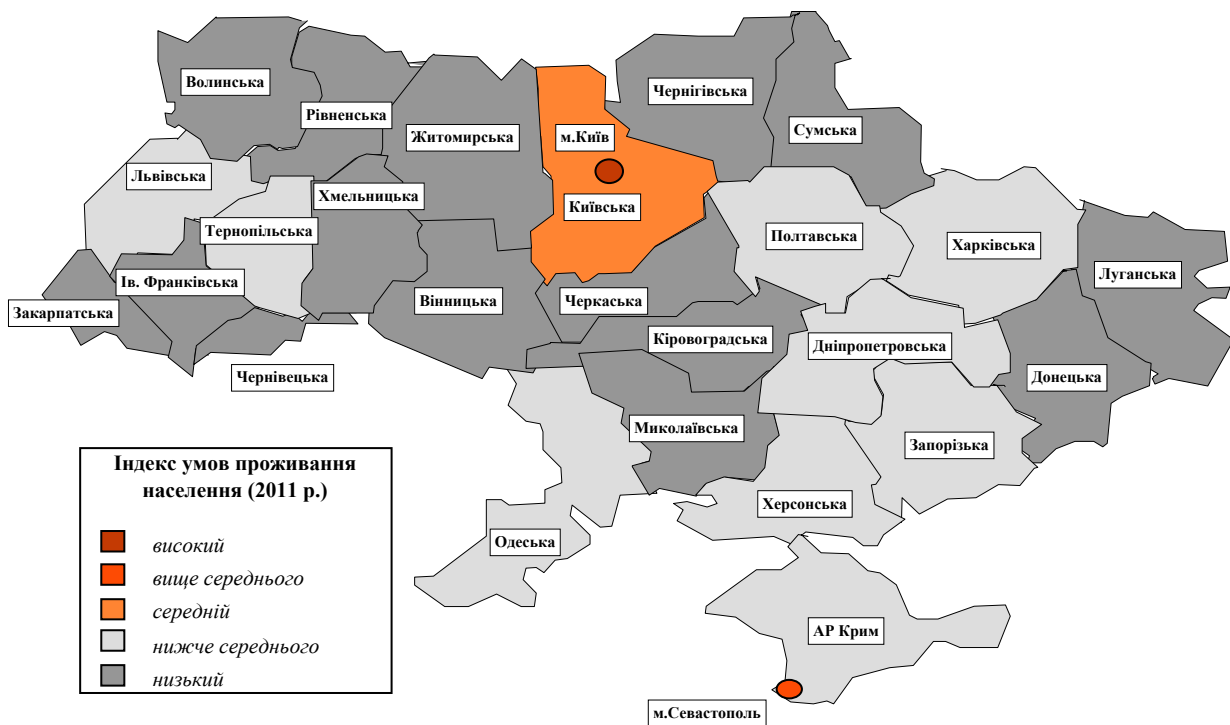 Волинська
Рівненська
Житомирська
м.Київ
Чернігівська
Сумська
Львівська
Хмельницька
Київська
Тернопільська
Полтавська
Харківська
Луганська
Ів. Франківська
Закарпатська
Вінницька
Черкаська
Кіровоградська
Дніпропетровська
Донецька
Чернівецька
Миколаївська
Запорізька
Херсонська
Одеська
АР Крим
м.Севастополь
Індекс умов проживання
населення (2011 р.)
високий
вище середнього
середній
нижче середнього
низький